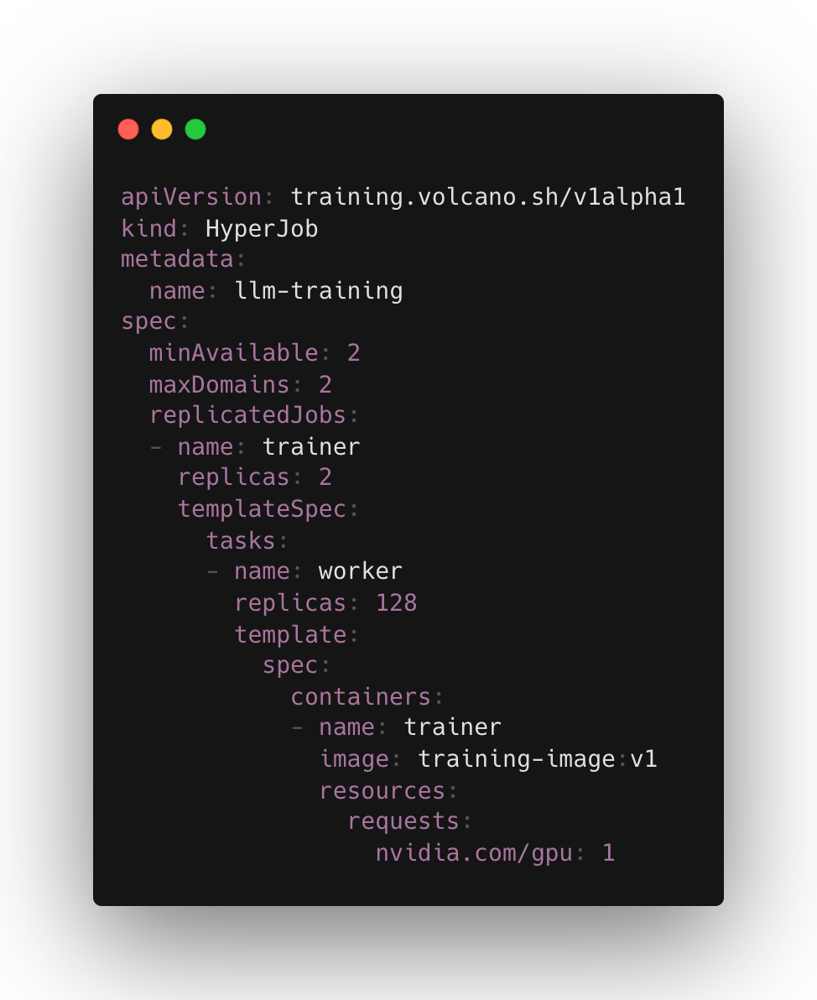 apiVersion: training.volcano.sh/v1alpha1
kind: HyperJob
metadata:
  name: llm-training
spec:
  minAvailable: 2
  maxDomains: 2
  replicatedJobs:
  - name: trainer
    replicas: 2
    templateSpec:
      tasks:
      - name: worker
        replicas: 128
        template:
          spec:
            containers:
            - name: trainer
              image: training-image:v1
              resources:
                requests:
                  nvidia.com/gpu: 1